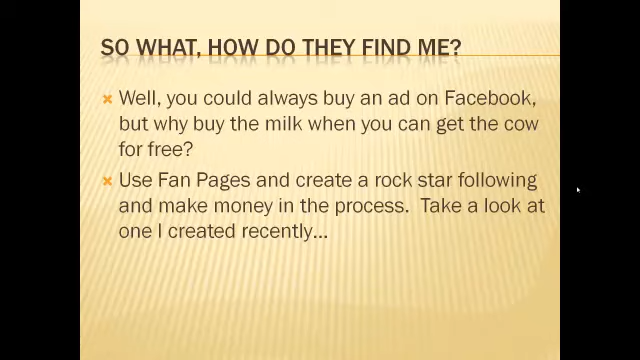 SO WHAT, HOW DO THEY FIND ME?
Well, you could always buy an ad on Facebook,
but why buy the milk when you can get the cow
for free?
Use Fan Pages and create a rock star following
and make money in the process. Take a look at
one I created recently…